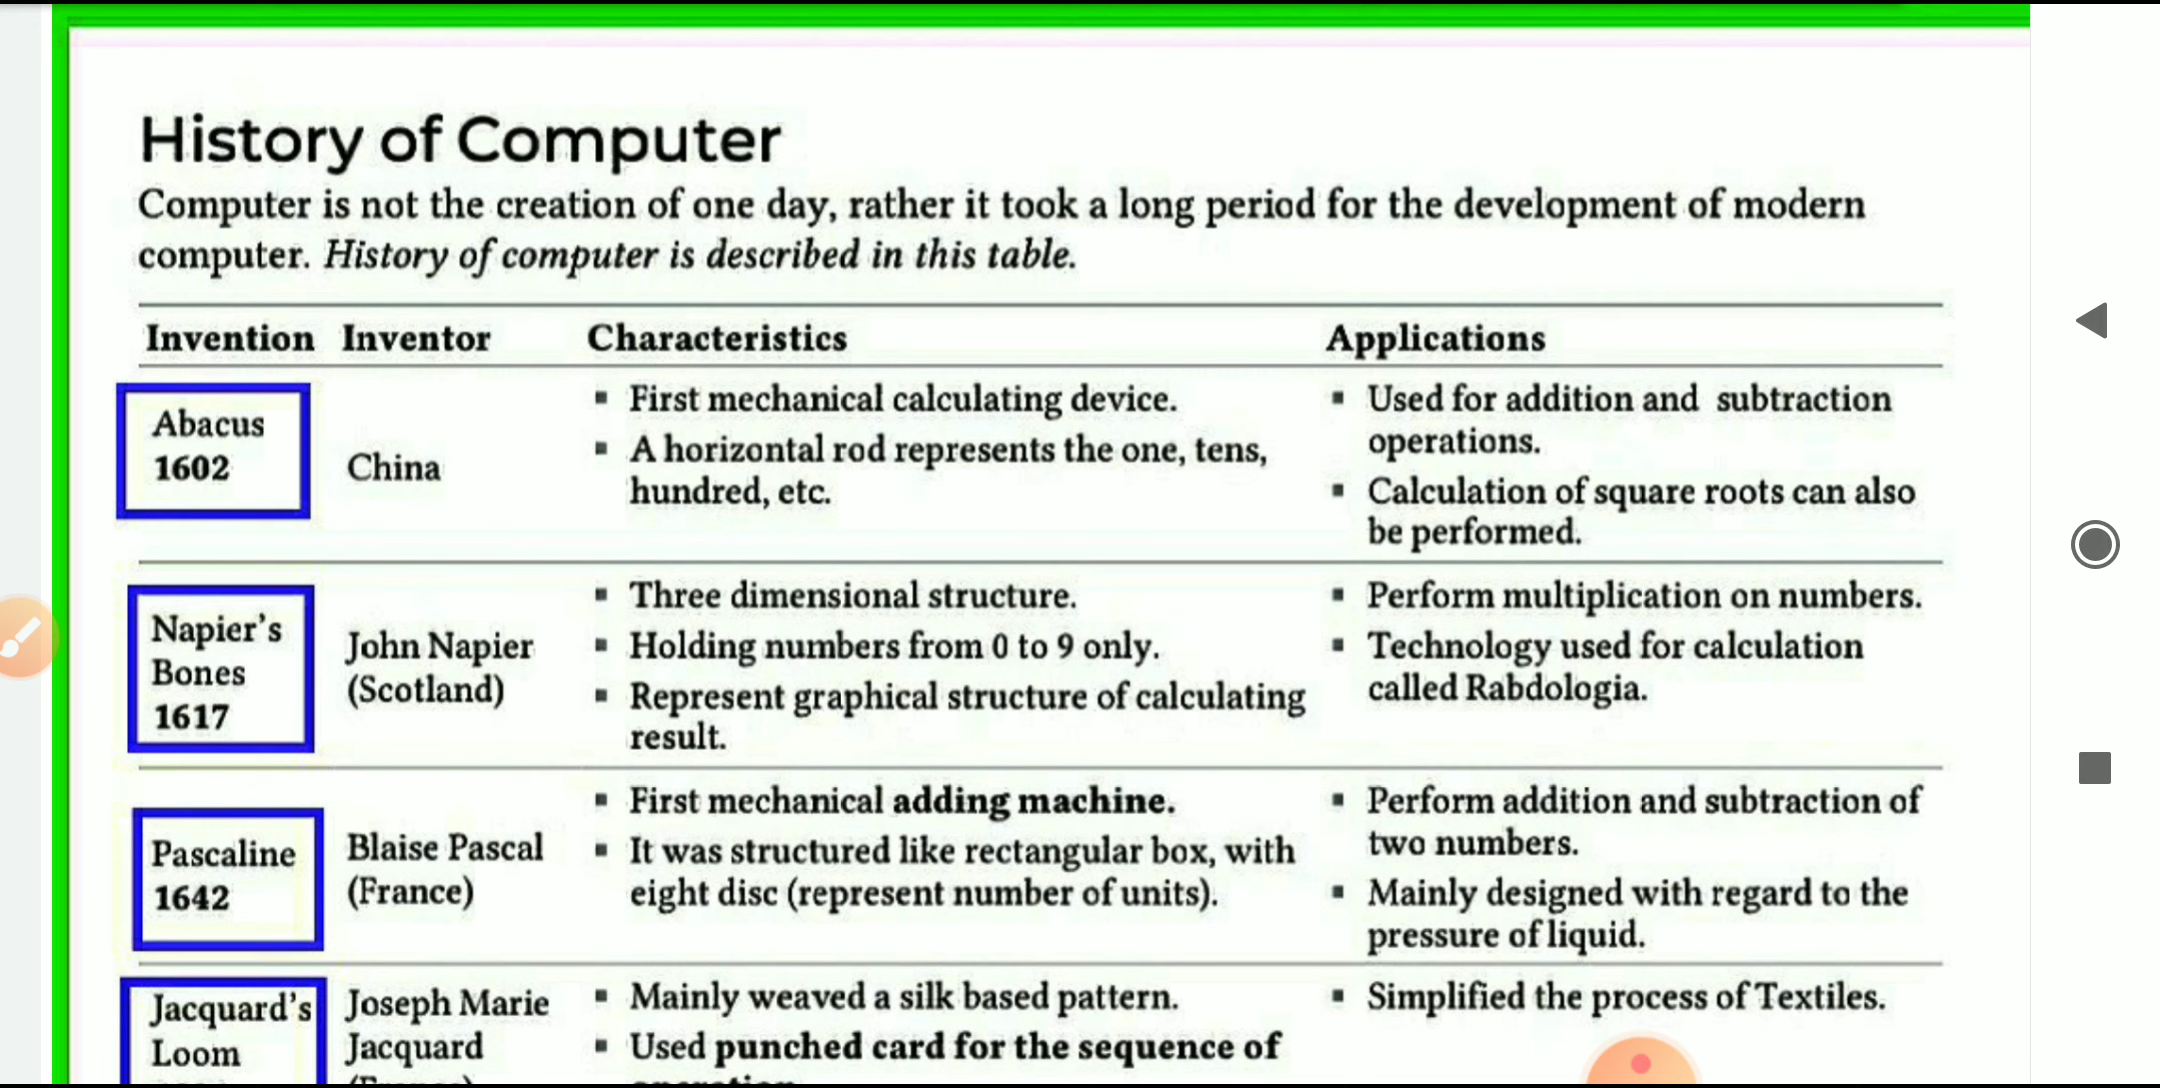 History of Computer
Computer is not the creation of one day, rather it took a long period for the development of modern
computer. History of computer is described in this table.
Invention Inventor Characteristics Applications
Abacus
1602
China
▪ First mechanical calculating device.
▪ A horizontal rod represents the one, tens,
hundred, etc.
▪ Used for addition and subtraction
operations.
▪ Calculation of square roots can also
be performed.
Napier's
Bones
1617
John Napier
(Scotland)
▪ Three dimensional structure.
▪ Holding numbers from 0 to 9 only.
▪ Represent graphical structure of calculating
result.
▪ Perform multiplication on numbers.
▪ Technology used for calculation
called Rabdologia.
Pascaline
1642
Blaise Pascal
(France)
▪ First mechanical adding machine.
▪ It was structured like rectangular box, with
eight disc (represent number of units).
▪ Perform addition and subtraction of
two numbers.
▪ Mainly designed with regard to the
pressure of liquid.
Jacquard's
Loom
Joseph Marie
Jacquard
▪ Mainly weaved a silk based pattern.
▪ Used punched card for the sequence of
▪ Simplified the process of Textiles.